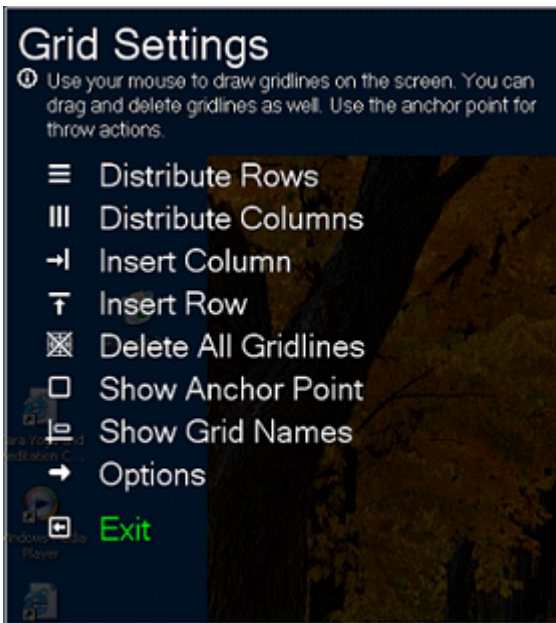 Grid Settings
Use your mouse to draw gridlines on the screen. You can
drag and delete gridlines as well. Use the anchor point for
throw actions.
Distribute Rows
Distribute Columns
Insert Column
Insert Row
Delete All Gridlines
Show Anchor Point
Show Grid Names
Options
Exit
Media
Player